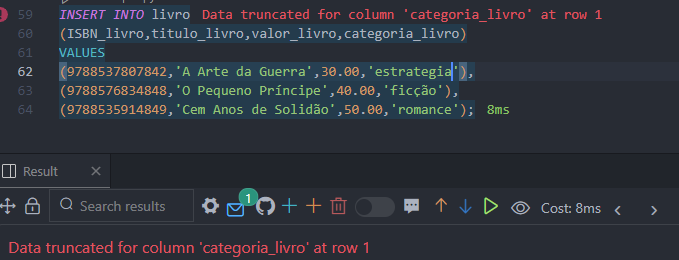 59 INSERT INTO livro Data truncated for column 'categoria_livro' at row 1
60 (ISBN_livro,titulo_livro,valor_livro,categoria_livro)
61 VALUES
62 (9788537807842,'A Arte da Guerra',30.00,'estrategia'),
63 (9788576834848,'O Pequeno Príncipe',40.00,'ficção'),
64 (9788535914849,'Cem Anos de Solidão',50.00,'romance'); 8ms
Result
Search results 1 Cost: 8ms
Data truncated for column 'categoria_livro' at row 1